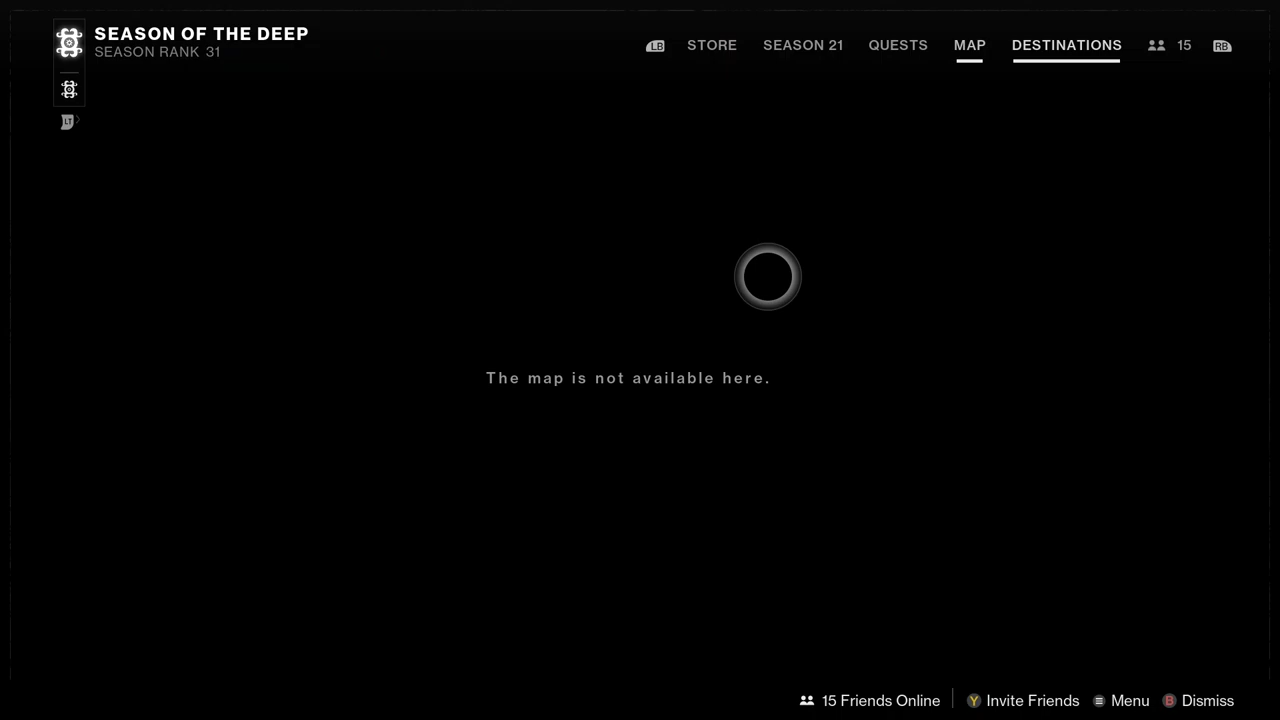 SEASON OF THE DEEP
SEASON RANK 31
LT
LB STORE SEASON 21 QUESTS MAP DESTINATIONS 15 RB
The map is not available here.
15 Friends Online Y Invite Friends Menu B Dismiss